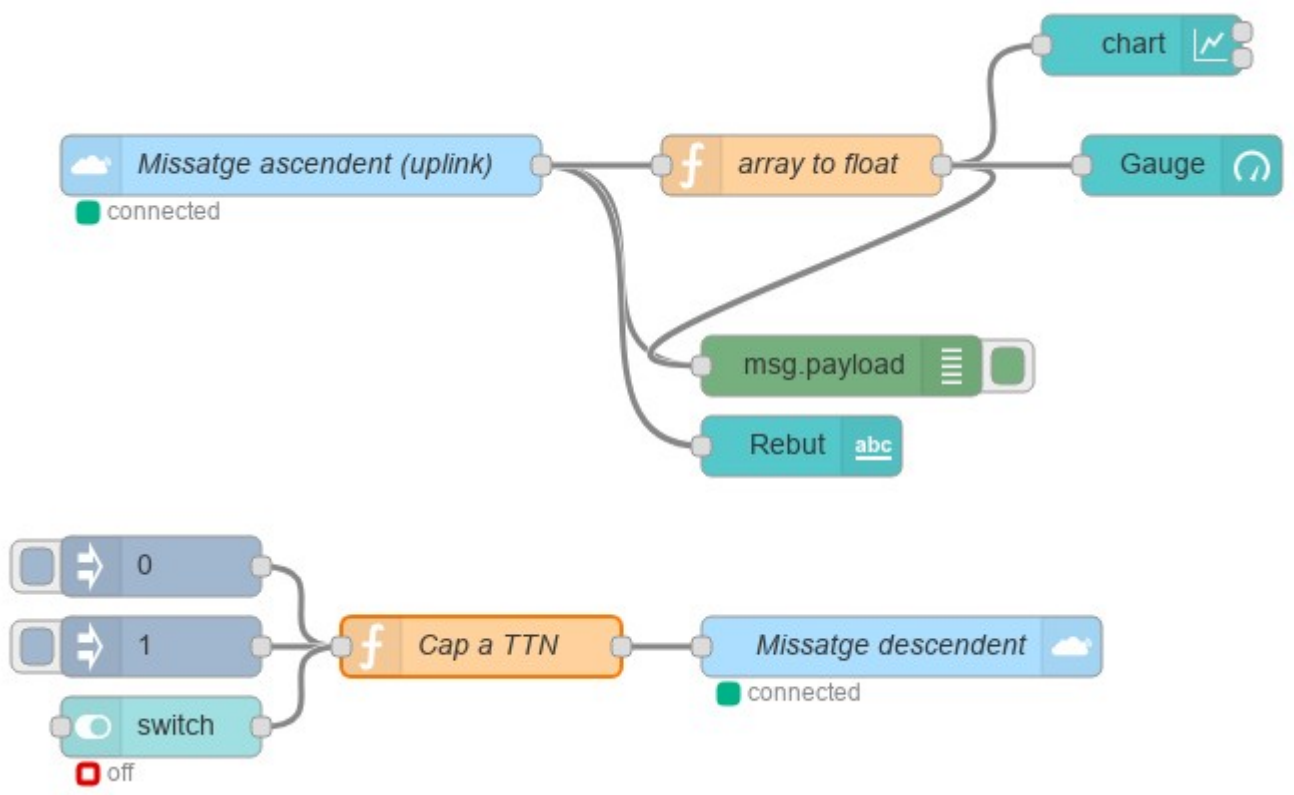 chart
Missatge ascendent (uplink)
array to float
Gauge
connected
msg.payload
Rebut
abc
0
1
Cap a TTN
Missatge descendent
connected
switch
off